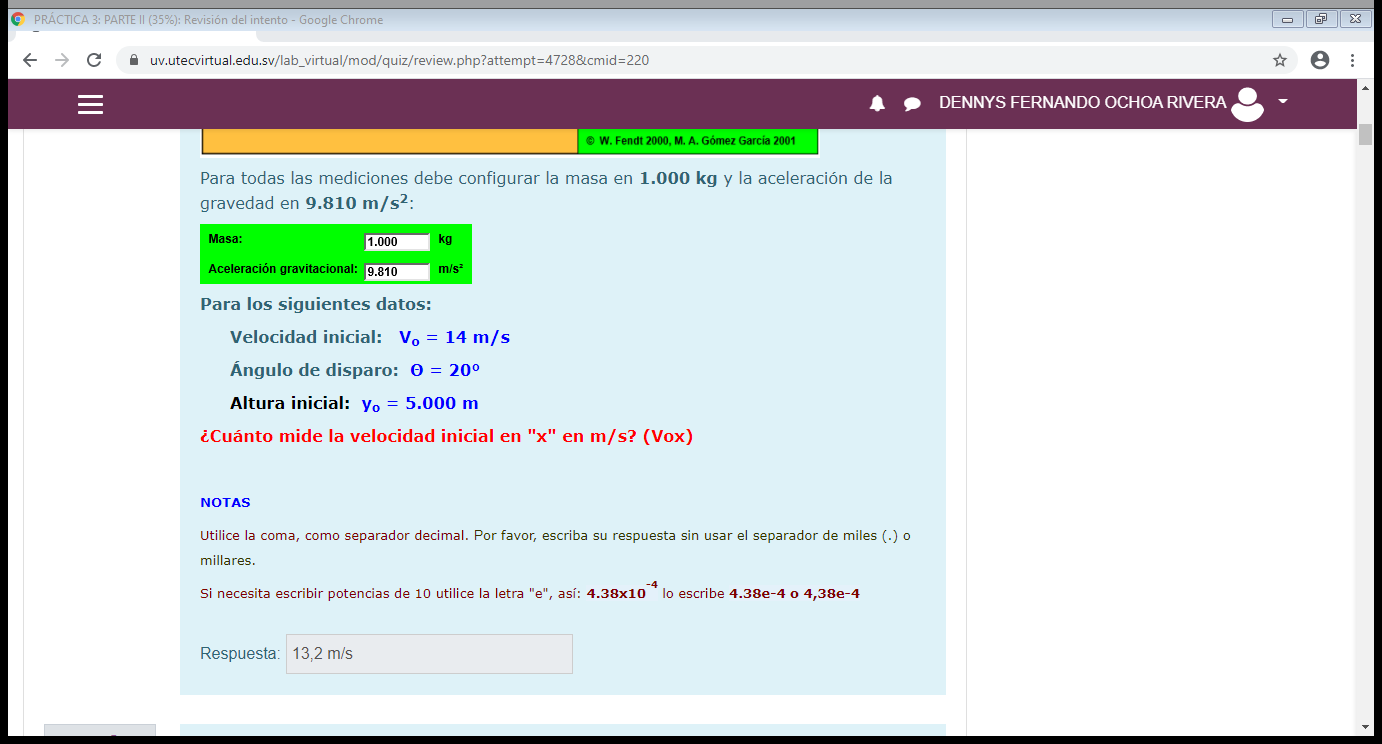 PRÁCTICA 3: PARTE II (35%): Revisión del intento - Google Chrome
uv.utecvirtual.edu.sv/lab_virtual/mod/quiz/review.php?attempt=4728&cmid=220
DENNYS FERNANDO OCHOA RIVERA
© W. Fendt 2000, M. A. Gómez García 2001
Para todas las mediciones debe configurar la masa en 1.000 kg y la aceleración de la
gravedad en 9.810 m/s²:
Masa: 1.000 kg
Aceleración gravitacional: 9.810 m/s²
Para los siguientes datos:
Velocidad inicial: Vₒ = 14 m/s
Ángulo de disparo: Θ = 20º
Altura inicial: yₒ = 5.000 m
¿Cuánto mide la velocidad inicial en "x" en m/s? (Vox)
NOTAS
Utilice la coma, como separador decimal. Por favor, escriba su respuesta sin usar el separador de miles (.) o
millares.
Si necesita escribir potencias de 10 utilice la letra "e", así: 4.38x10⁻⁴ lo escribe 4.38e-4 o 4,38e-4
Respuesta: 13,2 m/s